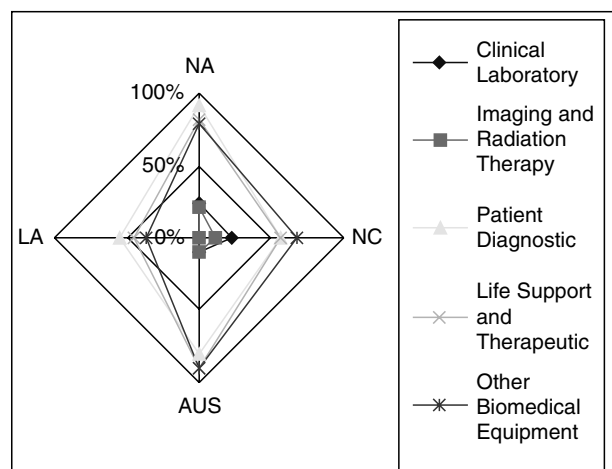 NA
100%
50%
LA
0%
NC
AUS
Clinical
Laboratory
Imaging and
Radiation
Therapy
Patient
Diagnostic
Life Support
and
Therapeutic
Other
Biomedical
Equipment